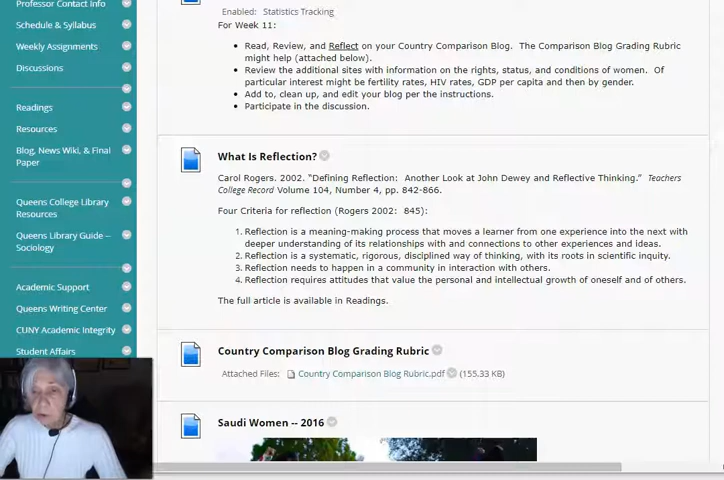 Professor Contact Info
Schedule & Syllabus
Weekly Assignments
Discussions
Readings
Resources
Blog, News Wiki, & Final
Paper
Queens College Library
Resources
Queens Library Guide –
Sociology
Academic Support
Queens Writing Center
CUNY Academic Integrity
Student Affairs
Enabled: Statistics Tracking
For Week 11:
• Read, Review, and Reflect on your Country Comparison Blog. The Comparison Blog Grading Rubric
might help (attached below).
• Review the additional sites with information on the rights, status, and conditions of women. Of
particular interest might be fertility rates, HIV rates, GDP per capita and then by gender.
• Add to, clean up, and edit your blog per the instructions.
• Participate in the discussion.
What Is Reflection?
Carol Rogers. 2002. "Defining Reflection: Another Look at John Dewey and Reflective Thinking." Teachers
College Record Volume 104, Number 4, pp. 842-866.
Four Criteria for reflection (Rogers 2002: 845):
1. Reflection is a meaning-making process that moves a learner from one experience into the next with
deeper understanding of its relationships with and connections to other experiences and ideas.
2. Reflection is a systematic, rigorous, disciplined way of thinking, with its roots in scientific inquiry.
3. Reflection needs to happen in a community in interaction with others.
4. Reflection requires attitudes that value the personal and intellectual growth of oneself and of others.
The full article is available in Readings.
Country Comparison Blog Grading Rubric
Attached Files: Country Comparison Blog Rubric.pdf (155.33 KB)
Saudi Women -- 2016